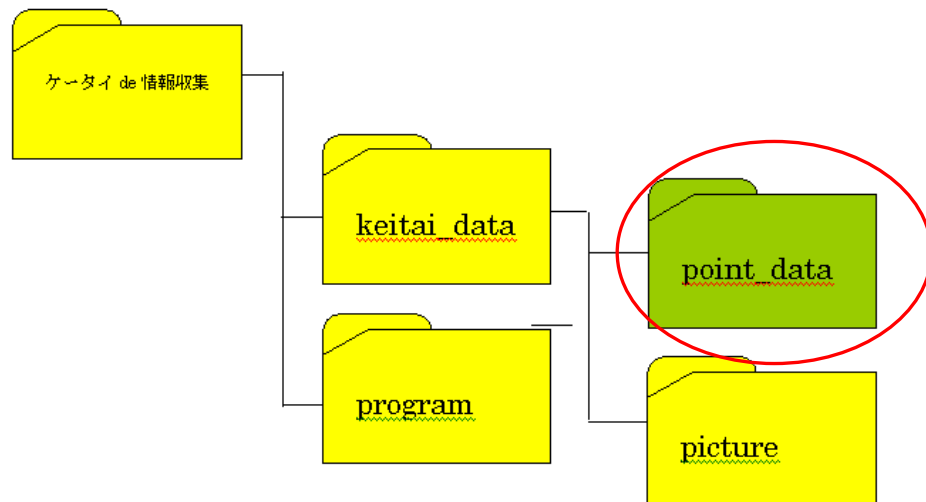 ケータイ de 情報収集
keitai_data
point_data
program
picture